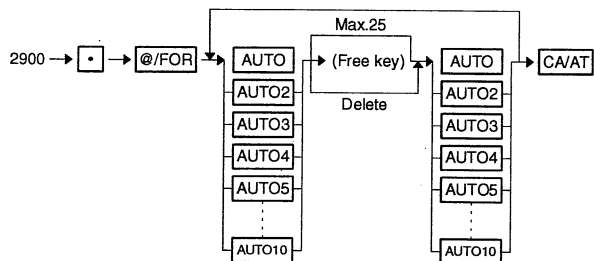 Max.25
2900 • @/FOR AUTO (Free key) AUTO CA/AT
AUTO2 AUTO2
Delete
AUTO3 AUTO3
AUTO4 AUTO4
AUTO5 AUTO5
AUTO10 AUTO10